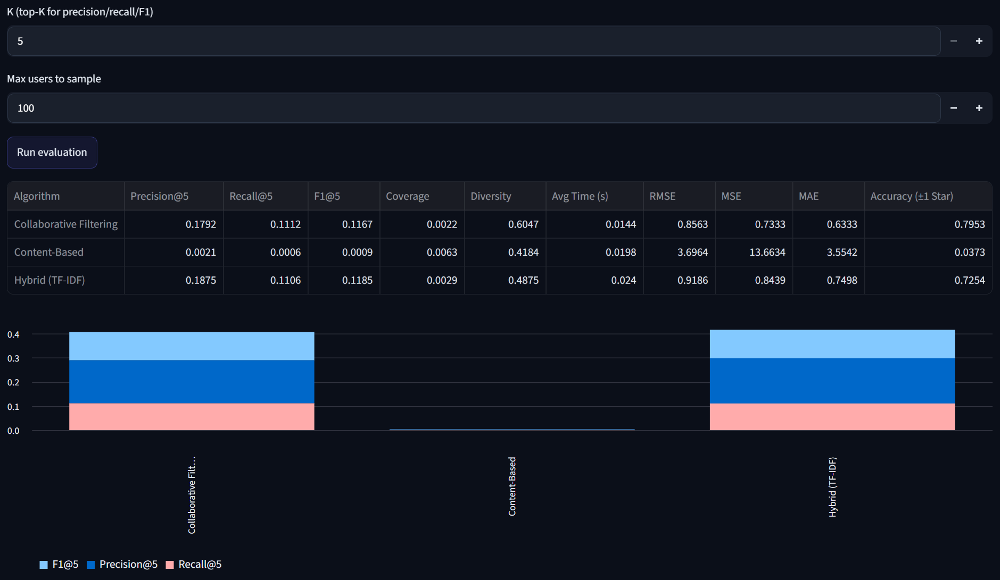 K (top-K for precision/recall/F1)
5
Max users to sample
100
Run evaluation
Algorithm Precision@5 Recall@5 F1@5 Coverage Diversity Avg Time (s) RMSE MSE MAE Accuracy (±1 Star)
Collaborative Filtering 0.1792 0.1112 0.1167 0.0022 0.6047 0.0144 0.8563 0.7333 0.6333 0.7953
Content-Based 0.0021 0.0006 0.0009 0.0063 0.4184 0.0198 3.6964 13.6634 3.5542 0.0373
Hybrid (TF-IDF) 0.1875 0.1106 0.1185 0.0029 0.4875 0.024 0.9186 0.8439 0.7498 0.7254
0.4
0.3
0.2
0.1
0.0
Collaborative Filt...
Content-Based
Hybrid (TF-IDF)
F1@5 Precision@5 Recall@5